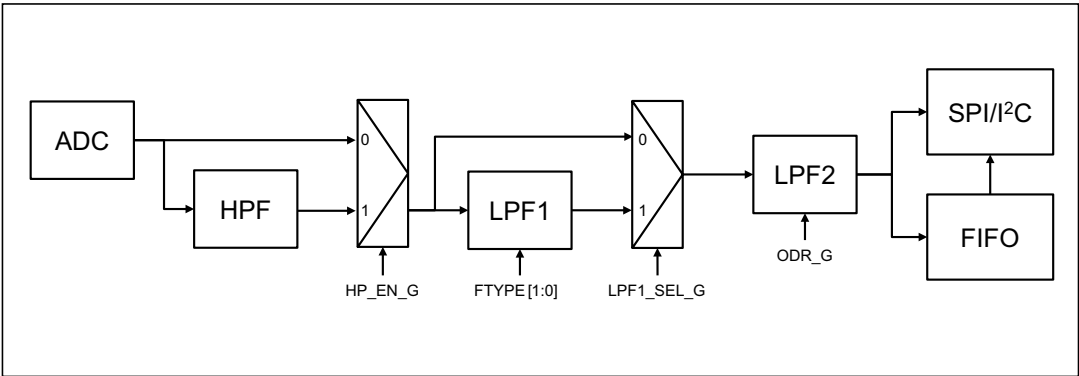 ADC
HPF
0
1
HP_EN_G
LPF1
FTYPE[1:0]
0
1
LPF1_SEL_G
LPF2
ODR_G
SPI/I²C
FIFO